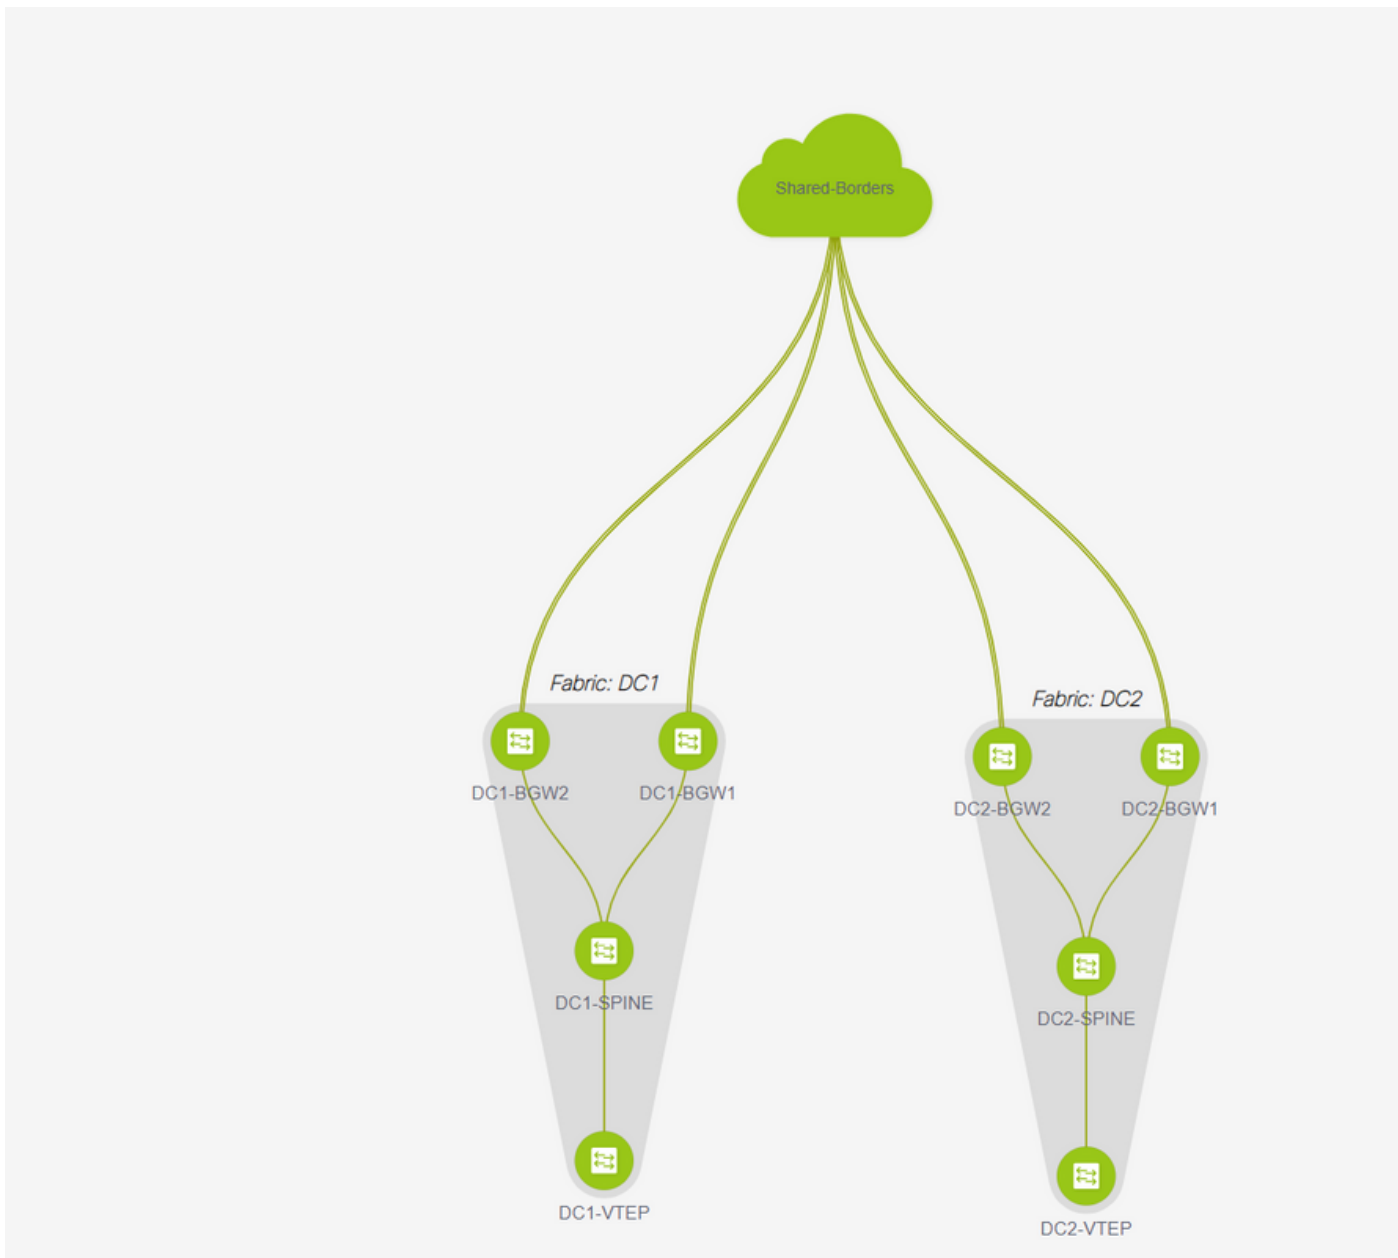 Shared-Borders
Fabric: DC1
Fabric: DC2
DC1-BGW2
DC1-BGW1
DC2-BGW2
DC2-BGW1
DC1-SPINE
DC2-SPINE
DC1-VTEP
DC2-VTEP